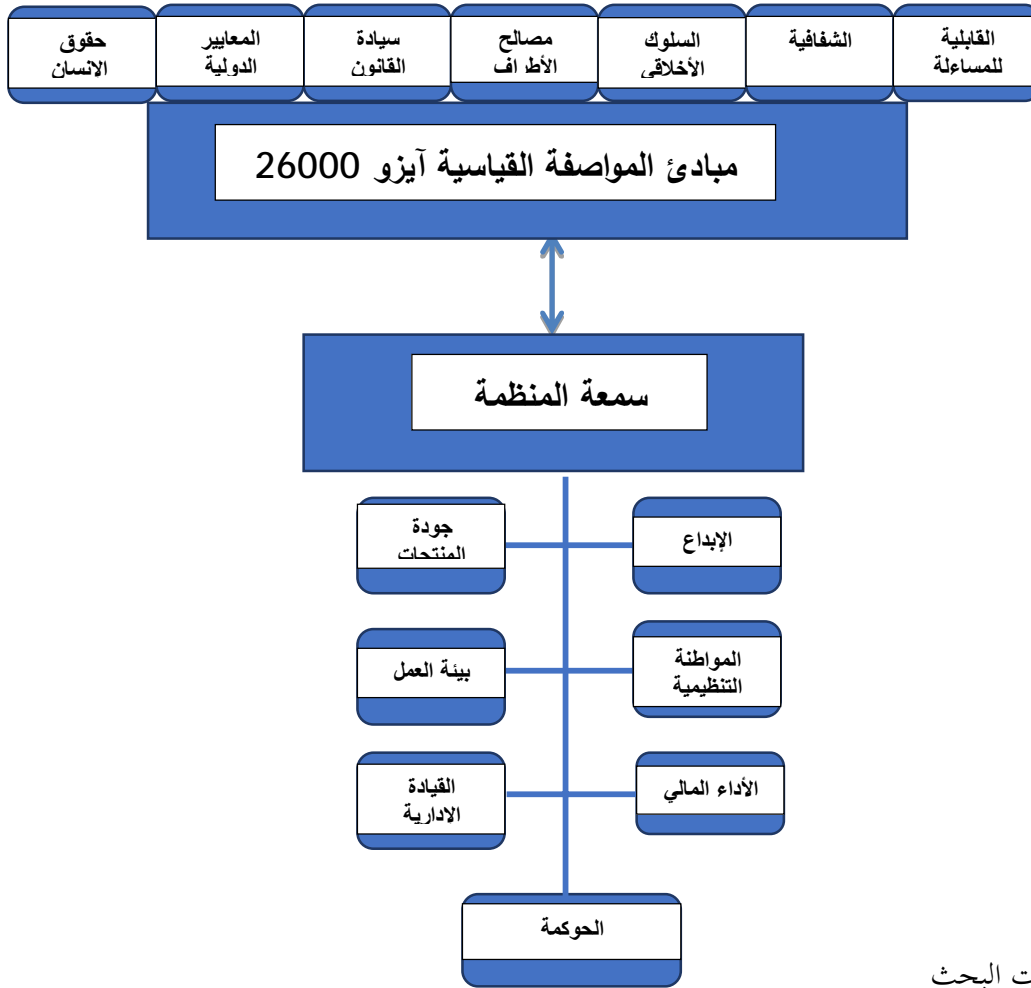 القابلية
للمساءلة
الشفافية
السلوك
الأخلاقي
مصالح
الأطراف
سيادة
القانون
المعايير
الدولية
حقوق
الانسان
مبادئ المواصفة القياسية آيزو 26000
سمعة المنظمة
الإبداع
جودة
المنتجات
المواطنة
التنظيمية
بيئة العمل
الأداء المالي
القيادة
الادارية
الحوكمة
ت البحث